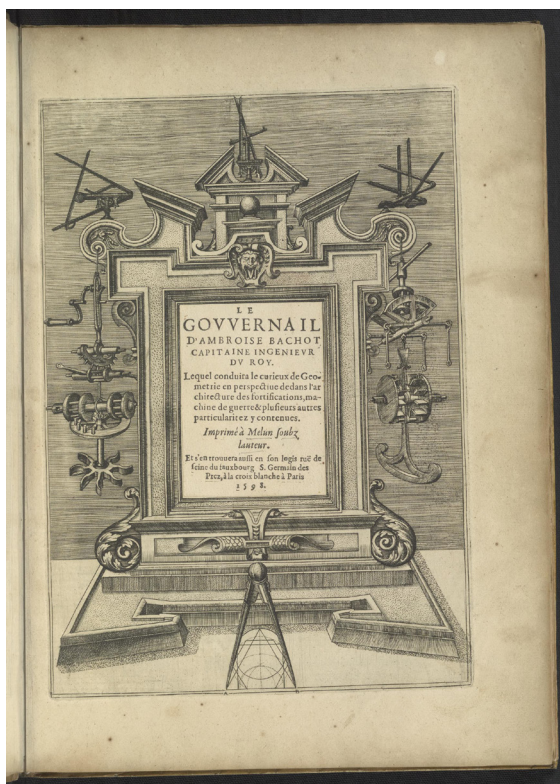 LE
GOVVERNAIL
D'AMBROISE BACHOT
CAPITAINE INGENIEVR
DV ROY.
Lequel conduira le curieux de Geo-
metrie en perspectiue dedans l'ar
chitecture des fortifications, ma-
chine de guerre & plusieurs autres
particularitez y contenues.
Imprimé à Melun soubz
lauteur.
Et s'en trouuera aussi en son logis ruë de
seine du fauxbourg S. Germain des
Prez, à la croix blanche à Paris
1598.